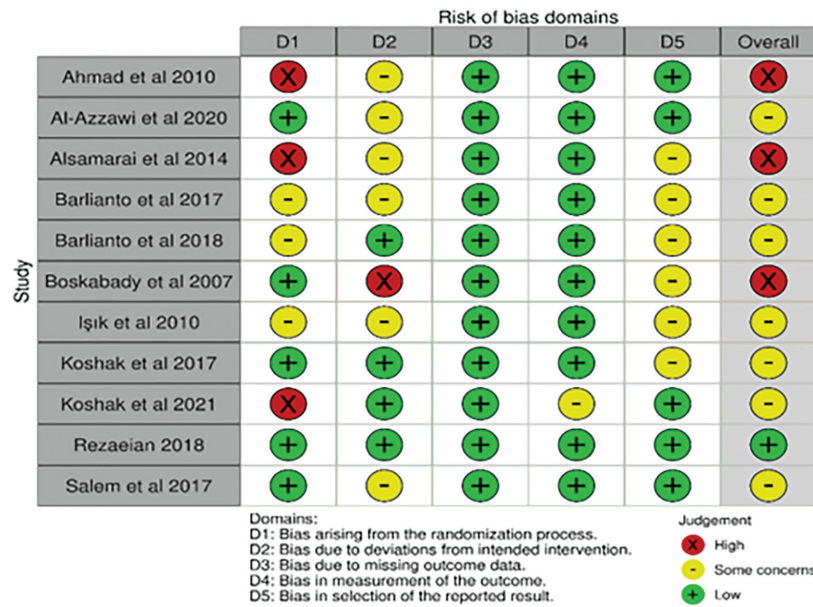 Risk of bias domains
D1 D2 D3 D4 D5 Overall
Study
Ahmad et al 2010 X - + + + X
Al-Azzawi et al 2020 + - + + + -
Alsamarai et al 2014 X - + + - X
Barlianto et al 2017 - - + + - -
Barlianto et al 2018 - + + + - -
Boskabady et al 2007 + X + + - X
Işık et al 2010 - - + + - -
Koshak et al 2017 + + + + - -
Koshak et al 2021 X + + - + -
Rezaeian 2018 + + + + + +
Salem et al 2017 + - + + + -
Domains:
D1: Bias arising from the randomization process.
D2: Bias due to deviations from intended intervention.
D3: Bias due to missing outcome data.
D4: Bias in measurement of the outcome.
D5: Bias in selection of the reported result.
Judgement
X High
- Some concerns
+ Low